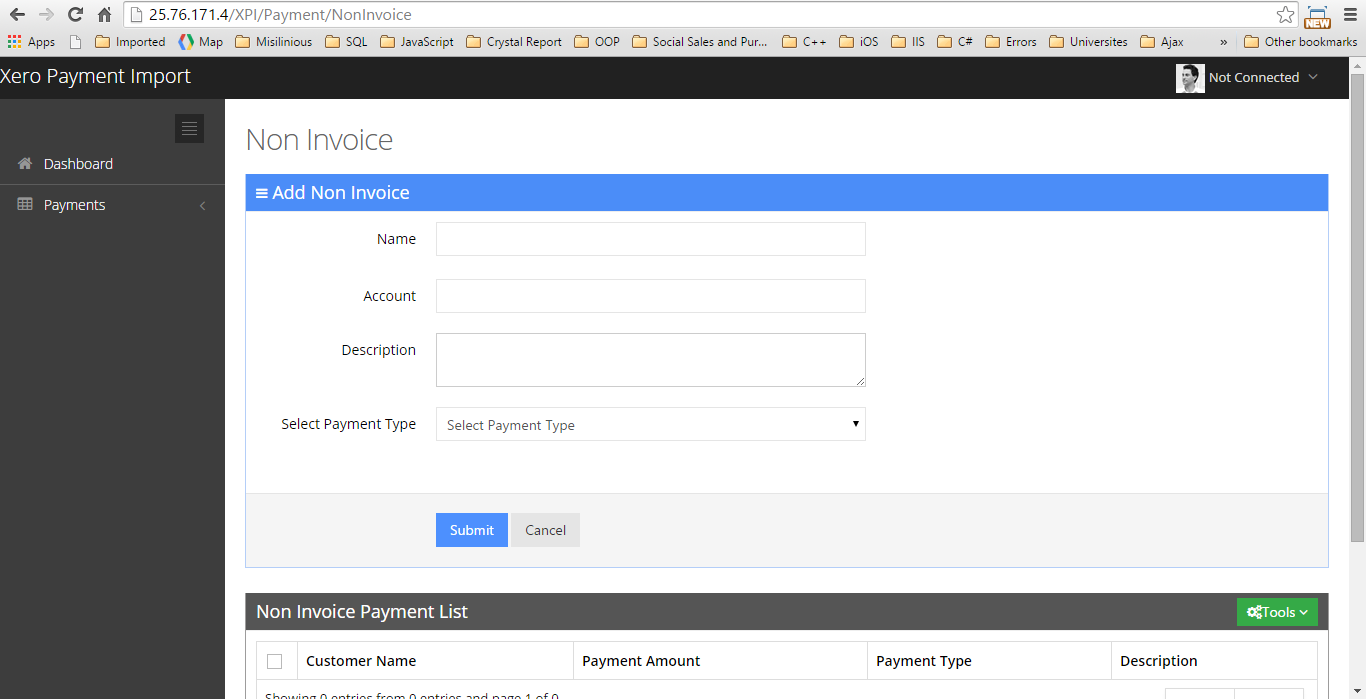 25.76.171.4/XPI/Payment/NonInvoice
NEW
Apps Imported Map Misilinious SQL JavaScript Crystal Report OOP Social Sales and Pur... C++ iOS IIS C# Errors Universites Ajax » Other bookmarks
Xero Payment Import
Not Connected
Dashboard
Payments
Non Invoice
Add Non Invoice
Name
Account
Description
Select Payment Type Select Payment Type
Submit Cancel
Non Invoice Payment List
Tools
Customer Name Payment Amount Payment Type Description
Showing 0 entries from 0 entries and page 1 of 0